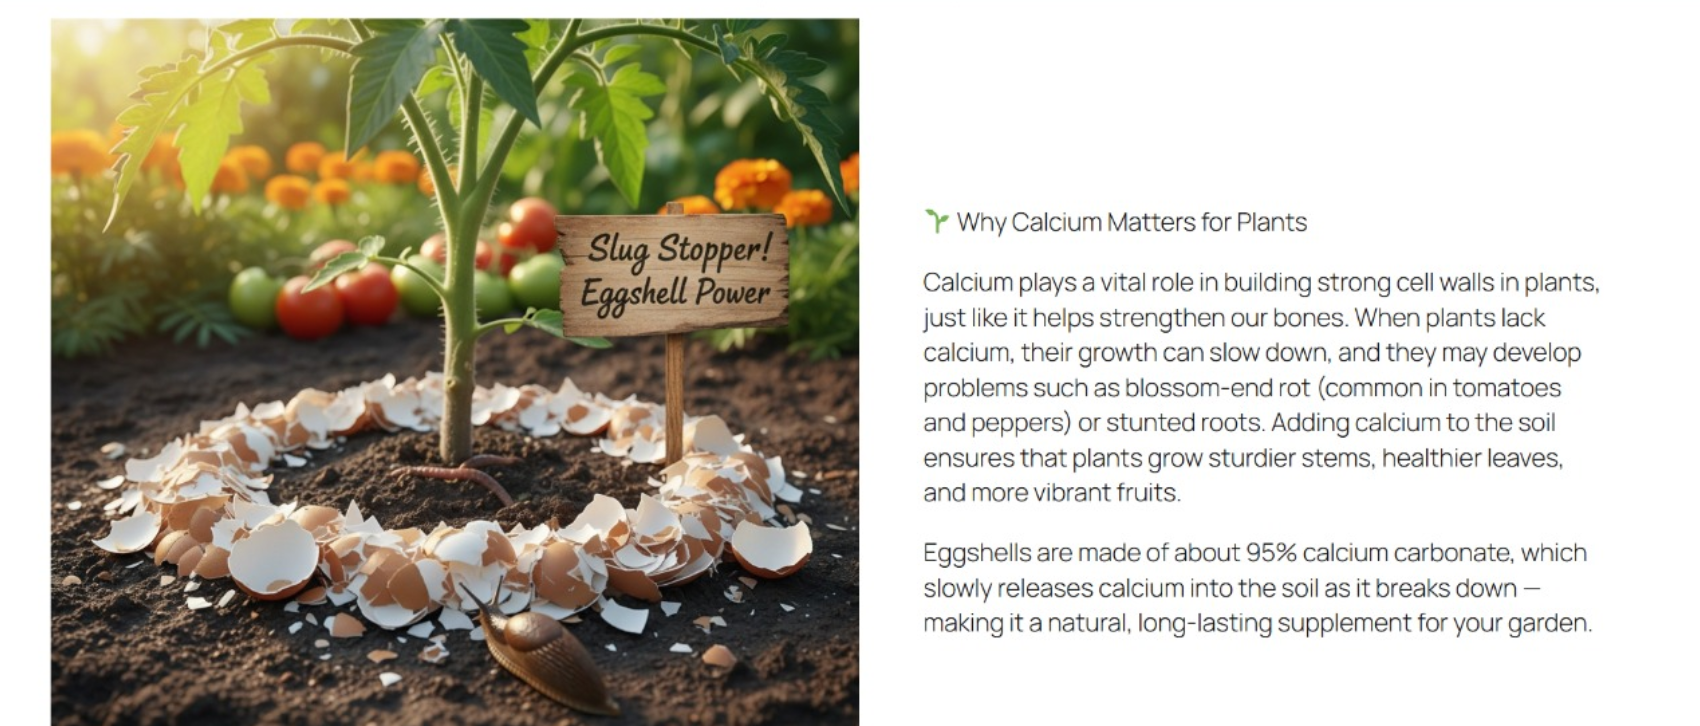 Slug Stopper!
Eggshell Power
Why Calcium Matters for Plants
Calcium plays a vital role in building strong cell walls in plants,
just like it helps strengthen our bones. When plants lack
calcium, their growth can slow down, and they may develop
problems such as blossom-end rot (common in tomatoes
and peppers) or stunted roots. Adding calcium to the soil
ensures that plants grow sturdier stems, healthier leaves,
and more vibrant fruits.
Eggshells are made of about 95% calcium carbonate, which
slowly releases calcium into the soil as it breaks down —
making it a natural, long-lasting supplement for your garden.